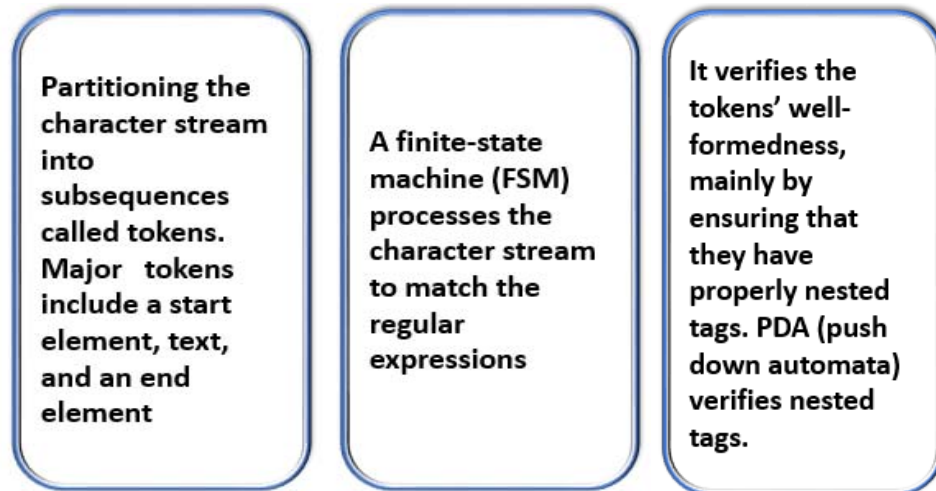 Partitioning the
character stream
into
subsequences
called tokens.
Major tokens
include a start
element, text,
and an end
element
A finite-state
machine (FSM)
processes the
character stream
to match the
regular
expressions
It verifies the
tokens’ well-
formedness,
mainly by
ensuring that
they have
properly nested
tags. PDA (push
down automata)
verifies nested
tags.